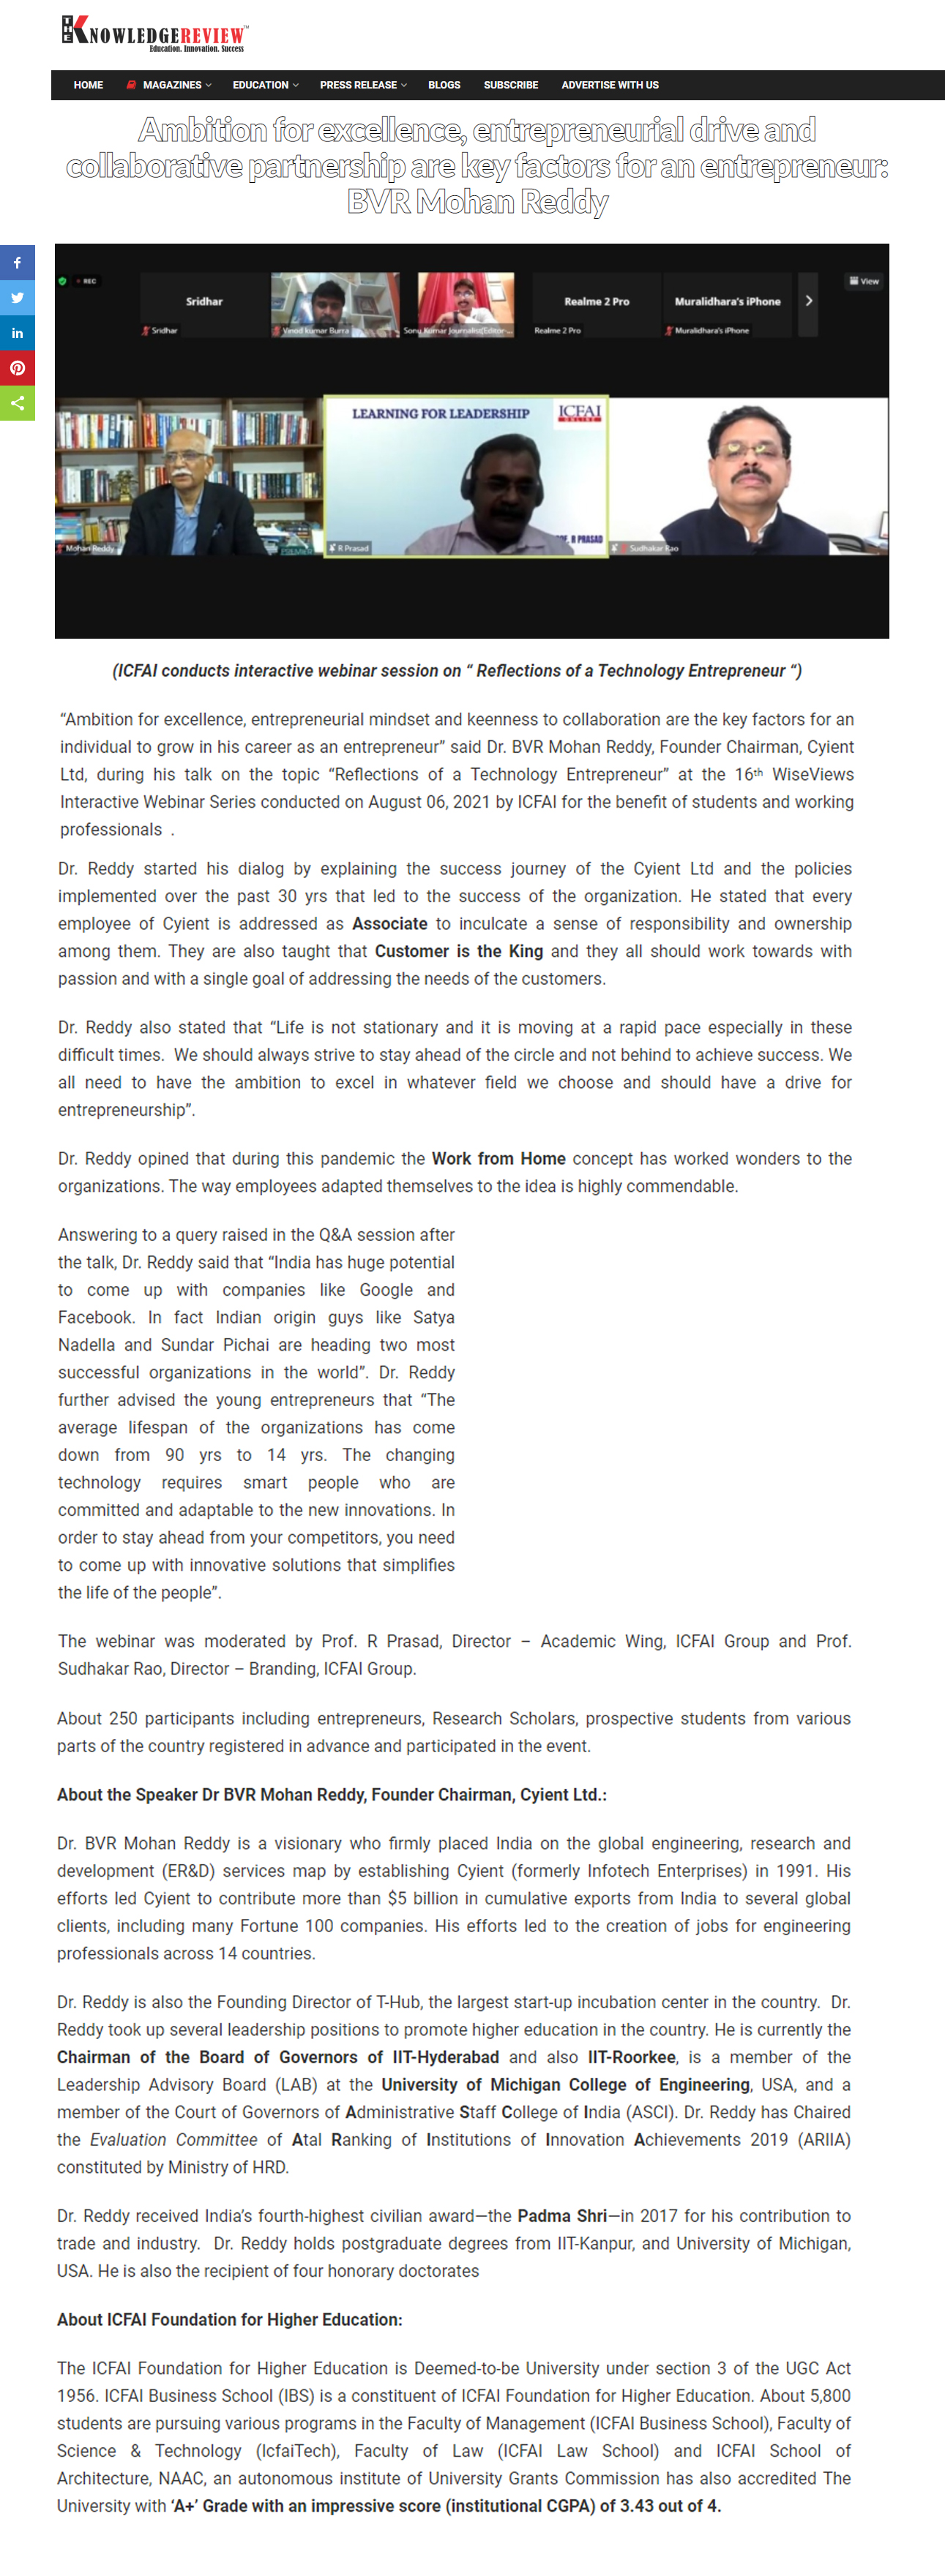 THE KNOWLEDGEREVIEW™
Education. Innovation. Success
HOME MAGAZINES EDUCATION PRESS RELEASE BLOGS SUBSCRIBE ADVERTISE WITH US
Ambition for excellence, entrepreneurial drive and
collaborative partnership are key factors for an entrepreneur:
BVR Mohan Reddy
REC
View
Sridhar
Realme 2 Pro
Muralidhara's iPhone
Sridhar
Vinod kumar Burra
Sony Komar Journalist(Editor-...
Realme 2 Pro
Muralidhara's iPhone
LEARNING FOR LEADERSHIP
ICFAI
ONLINE
Mohan Reddy
R Prasad
PROF. R PRASAD
Sudhakar Rao
(ICFAI conducts interactive webinar session on “ Reflections of a Technology Entrepreneur “)
“Ambition for excellence, entrepreneurial mindset and keenness to collaboration are the key factors for an
individual to grow in his career as an entrepreneur” said Dr. BVR Mohan Reddy, Founder Chairman, Cyient
Ltd, during his talk on the topic “Reflections of a Technology Entrepreneur” at the 16th WiseViews
Interactive Webinar Series conducted on August 06, 2021 by ICFAI for the benefit of students and working
professionals .
Dr. Reddy started his dialog by explaining the success journey of the Cyient Ltd and the policies
implemented over the past 30 yrs that led to the success of the organization. He stated that every
employee of Cyient is addressed as Associate to inculcate a sense of responsibility and ownership
among them. They are also taught that Customer is the King and they all should work towards with
passion and with a single goal of addressing the needs of the customers.
Dr. Reddy also stated that “Life is not stationary and it is moving at a rapid pace especially in these
difficult times. We should always strive to stay ahead of the circle and not behind to achieve success. We
all need to have the ambition to excel in whatever field we choose and should have a drive for
entrepreneurship”.
Dr. Reddy opined that during this pandemic the Work from Home concept has worked wonders to the
organizations. The way employees adapted themselves to the idea is highly commendable.
Answering to a query raised in the Q&A session after
the talk, Dr. Reddy said that “India has huge potential
to come up with companies like Google and
Facebook. In fact Indian origin guys like Satya
Nadella and Sundar Pichai are heading two most
successful organizations in the world”. Dr. Reddy
further advised the young entrepreneurs that “The
average lifespan of the organizations has come
down from 90 yrs to 14 yrs. The changing
technology requires smart people who are
committed and adaptable to the new innovations. In
order to stay ahead from your competitors, you need
to come up with innovative solutions that simplifies
the life of the people”.
The webinar was moderated by Prof. R Prasad, Director – Academic Wing, ICFAI Group and Prof.
Sudhakar Rao, Director – Branding, ICFAI Group.
About 250 participants including entrepreneurs, Research Scholars, prospective students from various
parts of the country registered in advance and participated in the event.
About the Speaker Dr BVR Mohan Reddy, Founder Chairman, Cyient Ltd.:
Dr. BVR Mohan Reddy is a visionary who firmly placed India on the global engineering, research and
development (ER&D) services map by establishing Cyient (formerly Infotech Enterprises) in 1991. His
efforts led Cyient to contribute more than $5 billion in cumulative exports from India to several global
clients, including many Fortune 100 companies. His efforts led to the creation of jobs for engineering
professionals across 14 countries.
Dr. Reddy is also the Founding Director of T-Hub, the largest start-up incubation center in the country. Dr.
Reddy took up several leadership positions to promote higher education in the country. He is currently the
Chairman of the Board of Governors of IIT-Hyderabad and also IIT-Roorkee, is a member of the
Leadership Advisory Board (LAB) at the University of Michigan College of Engineering, USA, and a
member of the Court of Governors of Administrative Staff College of India (ASCI). Dr. Reddy has Chaired
the Evaluation Committee of Atal Ranking of Institutions of Innovation Achievements 2019 (ARIIA)
constituted by Ministry of HRD.
Dr. Reddy received India’s fourth-highest civilian award—the Padma Shri—in 2017 for his contribution to
trade and industry. Dr. Reddy holds postgraduate degrees from IIT-Kanpur, and University of Michigan,
USA. He is also the recipient of four honorary doctorates
About ICFAI Foundation for Higher Education:
The ICFAI Foundation for Higher Education is Deemed-to-be University under section 3 of the UGC Act
1956. ICFAI Business School (IBS) is a constituent of ICFAI Foundation for Higher Education. About 5,800
students are pursuing various programs in the Faculty of Management (ICFAI Business School), Faculty of
Science & Technology (IcfaiTech), Faculty of Law (ICFAI Law School) and ICFAI School of
Architecture, NAAC, an autonomous institute of University Grants Commission has also accredited The
University with ‘A+’ Grade with an impressive score (institutional CGPA) of 3.43 out of 4.